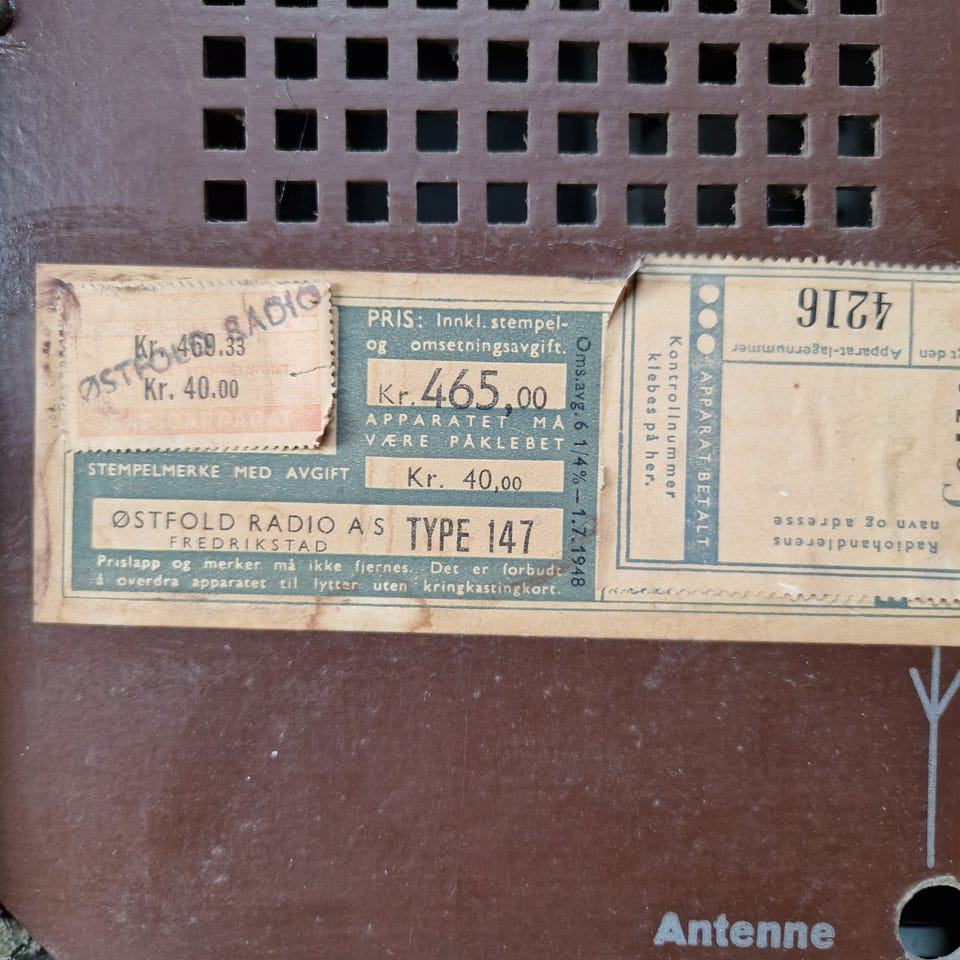 ØSTFOLD RADIO
Kr. 469.33
Kr. 40.00
PRIS: Innkl. stempel-
og omsetningsavgift.
Kr. 465,00
APPARATET MÅ
VÆRE PÅKLEBET
STEMPELMERKE MED AVGIFT
Kr. 40,00
ØSTFOLD RADIO A/S TYPE 147
FREDRIKSTAD
Prislapp og merker må ikke fjernes. Det er forbudt
å overdra apparatet til lytter uten kringkastingkort.
Oms.avg. 6 1/4% – 1.7.1948
Kontrollnummer
klebes på her.
APPARAT BETALT
Radiohandlerens
navn og adresse
Apparat-lagernummer
4216
Antenne